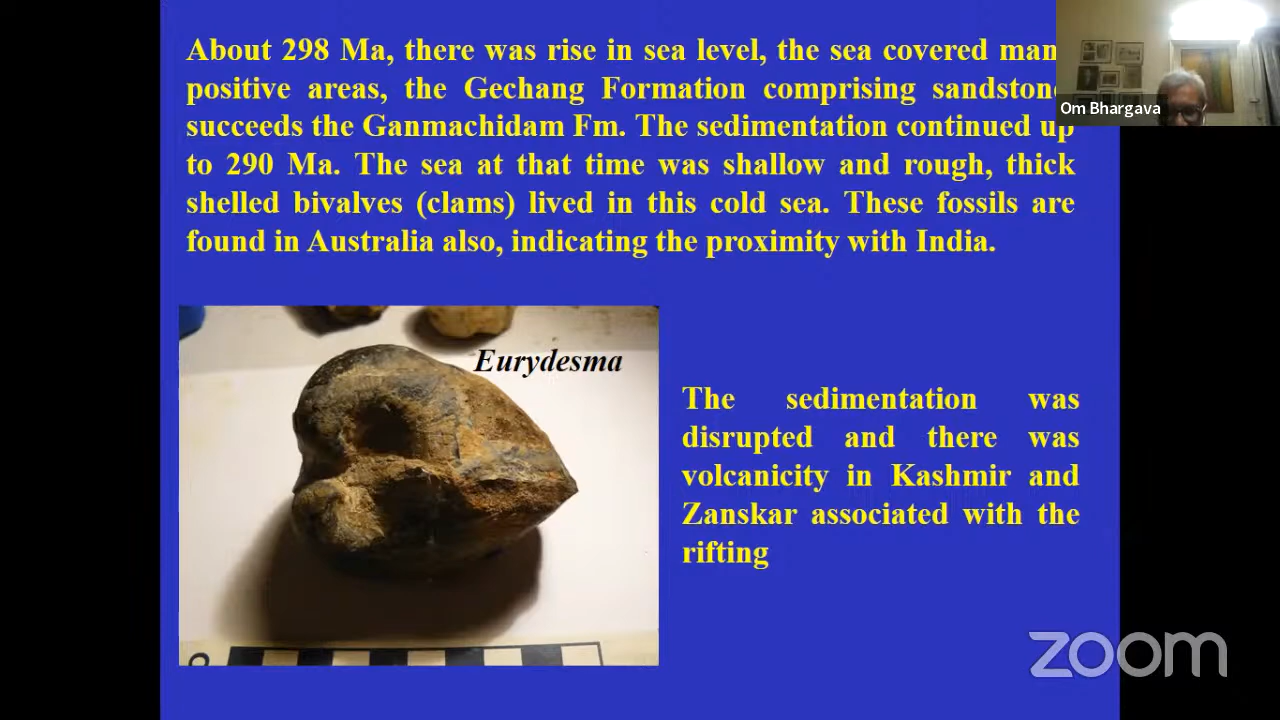 About 298 Ma, there was rise in sea level, the sea covered man
positive areas, the Gechang Formation comprising sandstone
succeeds the Ganmachidam Fm. The sedimentation continued up
to 290 Ma. The sea at that time was shallow and rough, thick
shelled bivalves (clams) lived in this cold sea. These fossils are
found in Australia also, indicating the proximity with India.
Om Bhargava
Eurydesma
The sedimentation was
disrupted and there was
volcanicity in Kashmir and
Zanskar associated with the
rifting
0
zoom